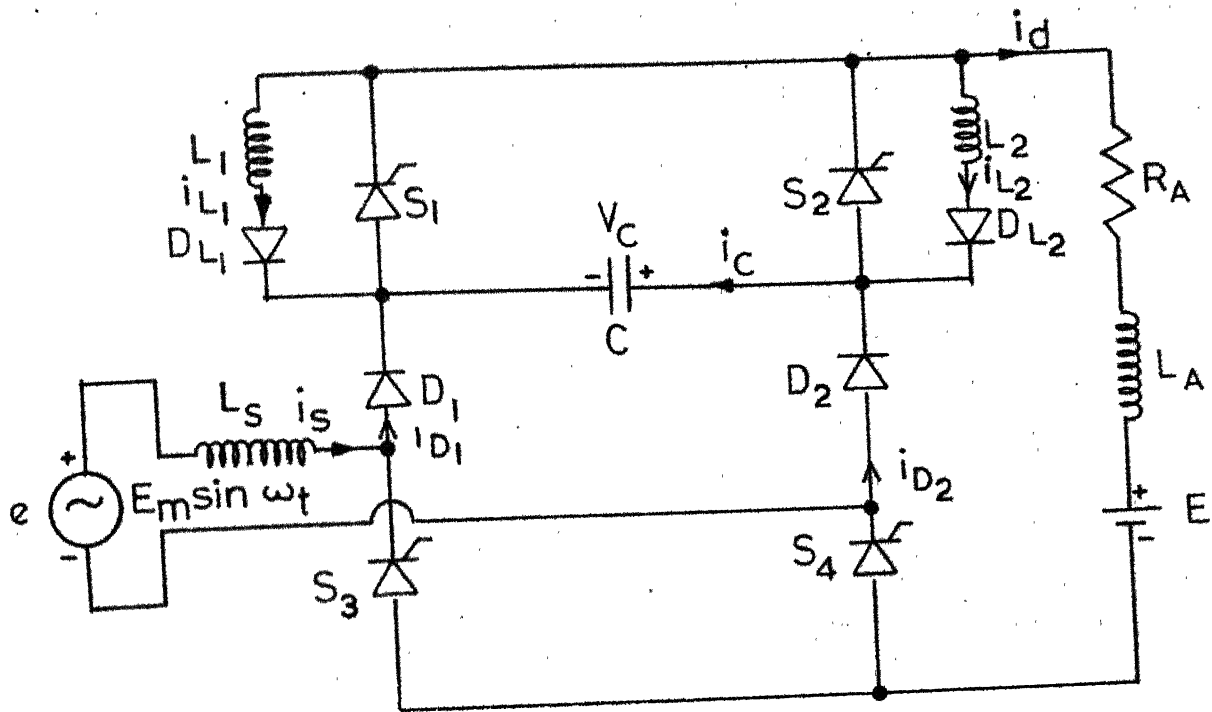 i_d
L_1
i_L1
D_L1
S_1
S_2
L_2
i_L2
D_L2
R_A
V_C
- +
i_C
C
L_A
L_S
i_S
D_1
i_D1
D_2
i_D2
+
e
E_m sin ωt
-
S_3
S_4
+
E
-